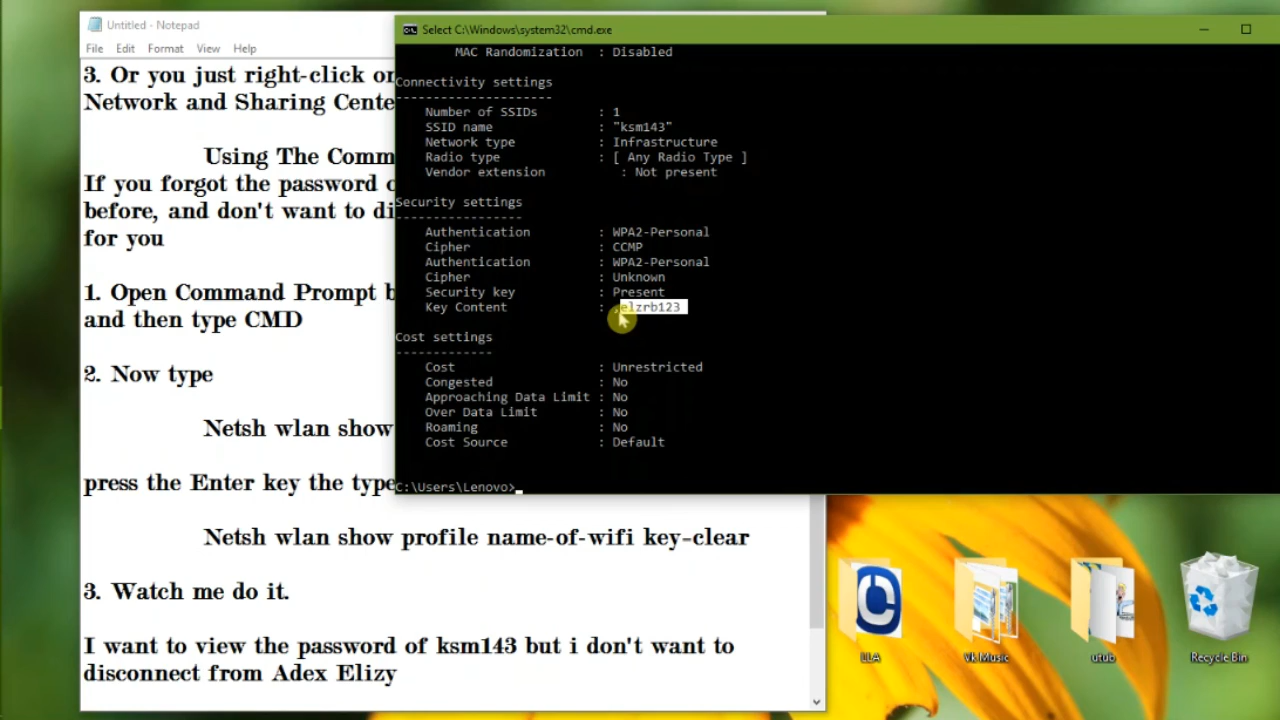 Untitled - Notepad
File Edit Format View Help
3. Or you just right-click on
Network and Sharing Cente
Using The Comm
If you forgot the password o
before, and don't want to di
for you
1. Open Command Prompt b
and then type CMD
2. Now type
Netsh wlan show
press the Enter key the type
Netsh wlan show profile name-of-wifi key-clear
3. Watch me do it.
I want to view the password of ksm143 but i don't want to
disconnect from Adex Elizy
Select C:\Windows\system32\cmd.exe
MAC Randomization : Disabled
Connectivity settings
---------------------
Number of SSIDs : 1
SSID name : "ksm143"
Network type : Infrastructure
Radio type : [ Any Radio Type ]
Vendor extension : Not present
Security settings
-----------------
Authentication : WPA2-Personal
Cipher : CCMP
Authentication : WPA2-Personal
Cipher : Unknown
Security key : Present
Key Content :
Cost settings
-------------
Cost : Unrestricted
Congested : No
Approaching Data Limit : No
Over Data Limit : No
Roaming : No
Cost Source : Default
C:\Users\Lenovo>
LLA
Vk Music
utub
Recycle Bin